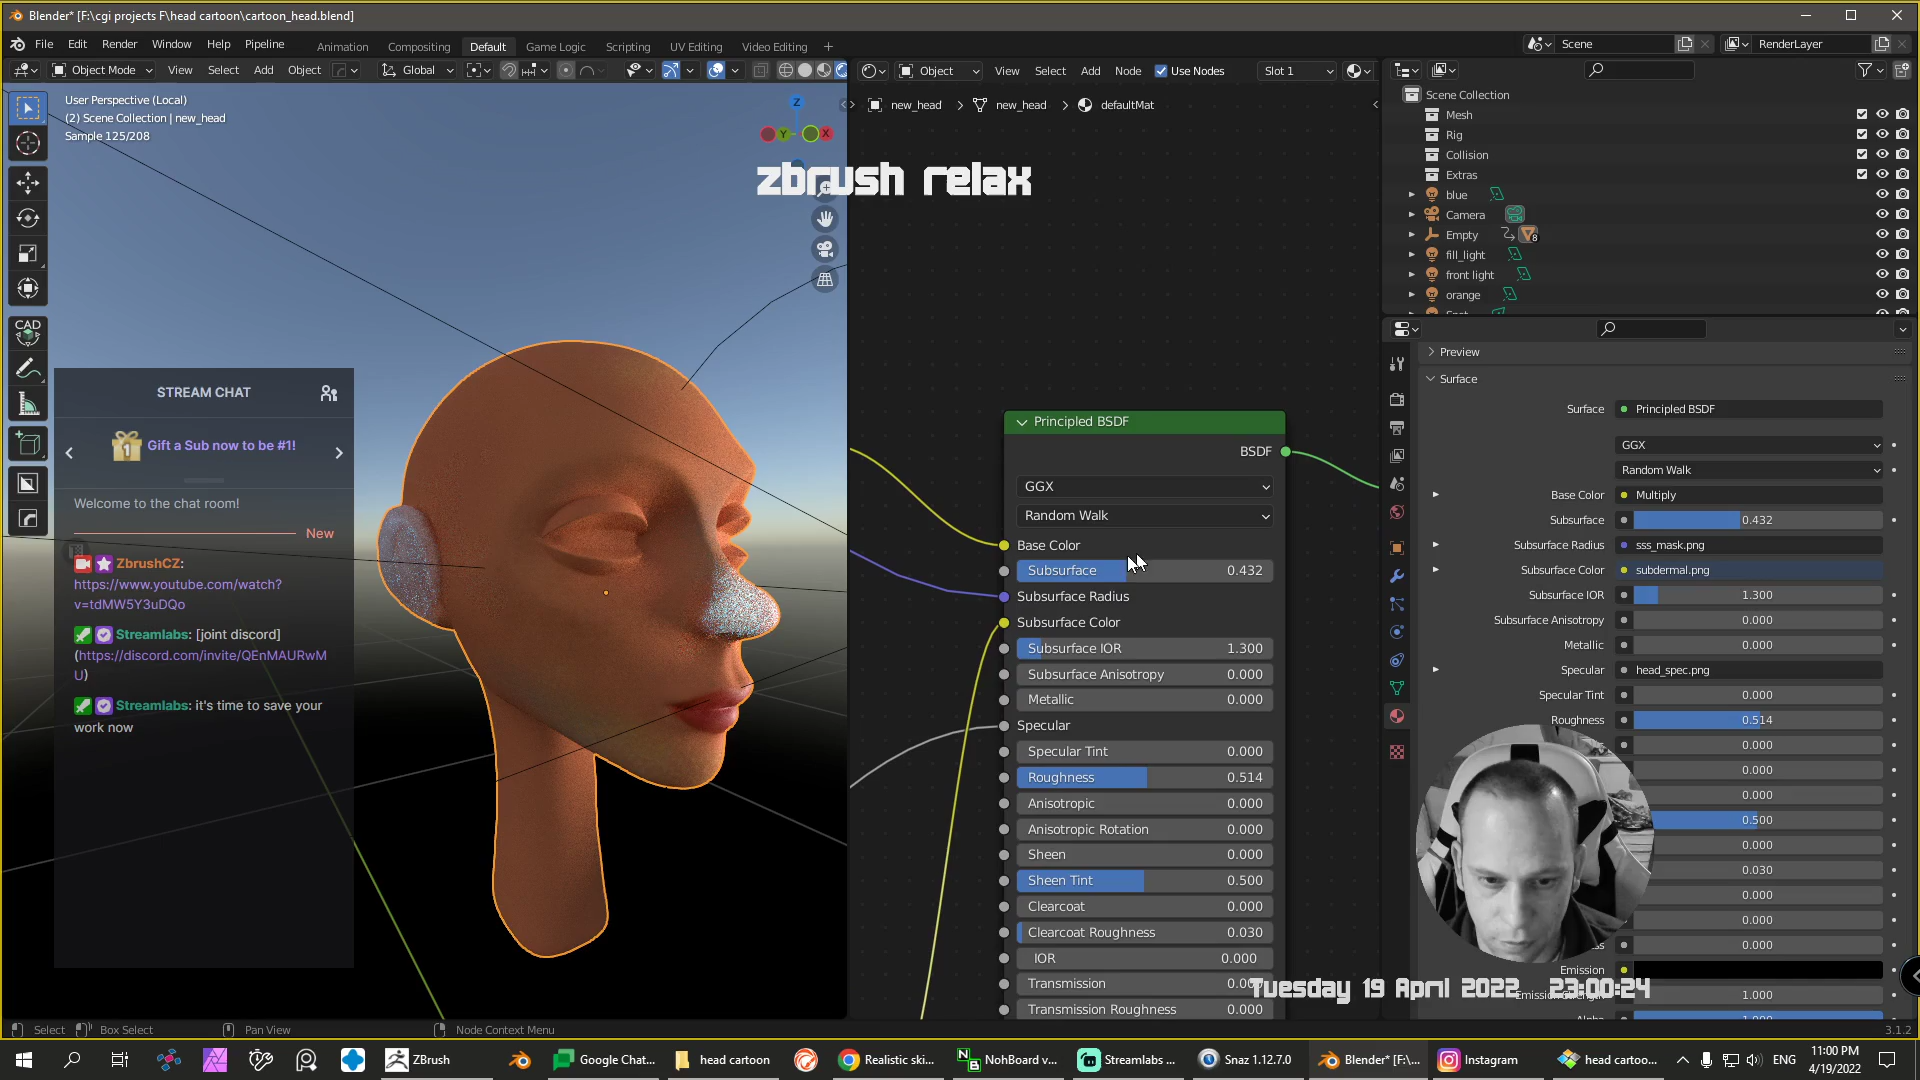 Blender* [F:\cgi projects F\head cartoon\cartoon_head.blend]
File Edit Render Window Help Pipeline Animation Compositing Default Game Logic Scripting UV Editing Video Editing + Scene RenderLayer
Object Mode View Select Add Object Global Object View Select Add Node Use Nodes Slot 1
User Perspective (Local)
(2) Scene Collection | new_head
Sample 125/208
Z
Y
X
new_head > new_head > defaultMat
zbrush relax
CAD
STREAM CHAT
Gift a Sub now to be #1!
1
Welcome to the chat room!
New
ZbrushCZ:
https://www.youtube.com/watch?
v=tdMW5Y3uDQo
Streamlabs: [joint discord]
(https://discord.com/invite/QEnMAURwM
U)
Streamlabs: it's time to save your
work now
Principled BSDF
BSDF
GGX
Random Walk
Base Color
Subsurface 0.432
Subsurface Radius
Subsurface Color
Subsurface IOR 1.300
Subsurface Anisotropy 0.000
Metallic 0.000
Specular
Specular Tint 0.000
Roughness 0.514
Anisotropic 0.000
Anisotropic Rotation 0.000
Sheen 0.000
Sheen Tint 0.500
Clearcoat 0.000
Clearcoat Roughness 0.030
IOR 0.000
Transmission
Transmission Roughness 0.000
Scene Collection
Mesh
Rig
Collision
Extras
blue
Camera
Empty 8
fill_light
front light
orange
Preview
Surface
Surface Principled BSDF
GGX
Random Walk
Base Color Multiply
Subsurface 0.432
Subsurface Radius sss_mask.png
Subsurface Color subdermal.png
Subsurface IOR 1.300
Subsurface Anisotropy 0.000
Metallic 0.000
Specular head_spec.png
Specular Tint 0.000
Roughness 0.514
0.000
0.000
0.000
0.500
0.000
0.030
0.000
0.000
0.000
Emission
1.000
Tuesday 19 April 2022 23:00:24
Select Box Select Pan View Node Context Menu 3.1.2
ZBrush Google Chat... head cartoon Realistic ski... NohBoard v... Streamlabs ... Snaz 1.12.7.0 Blender* [F:\... Instagram head cartoo... ENG
11:00 PM
4/19/2022